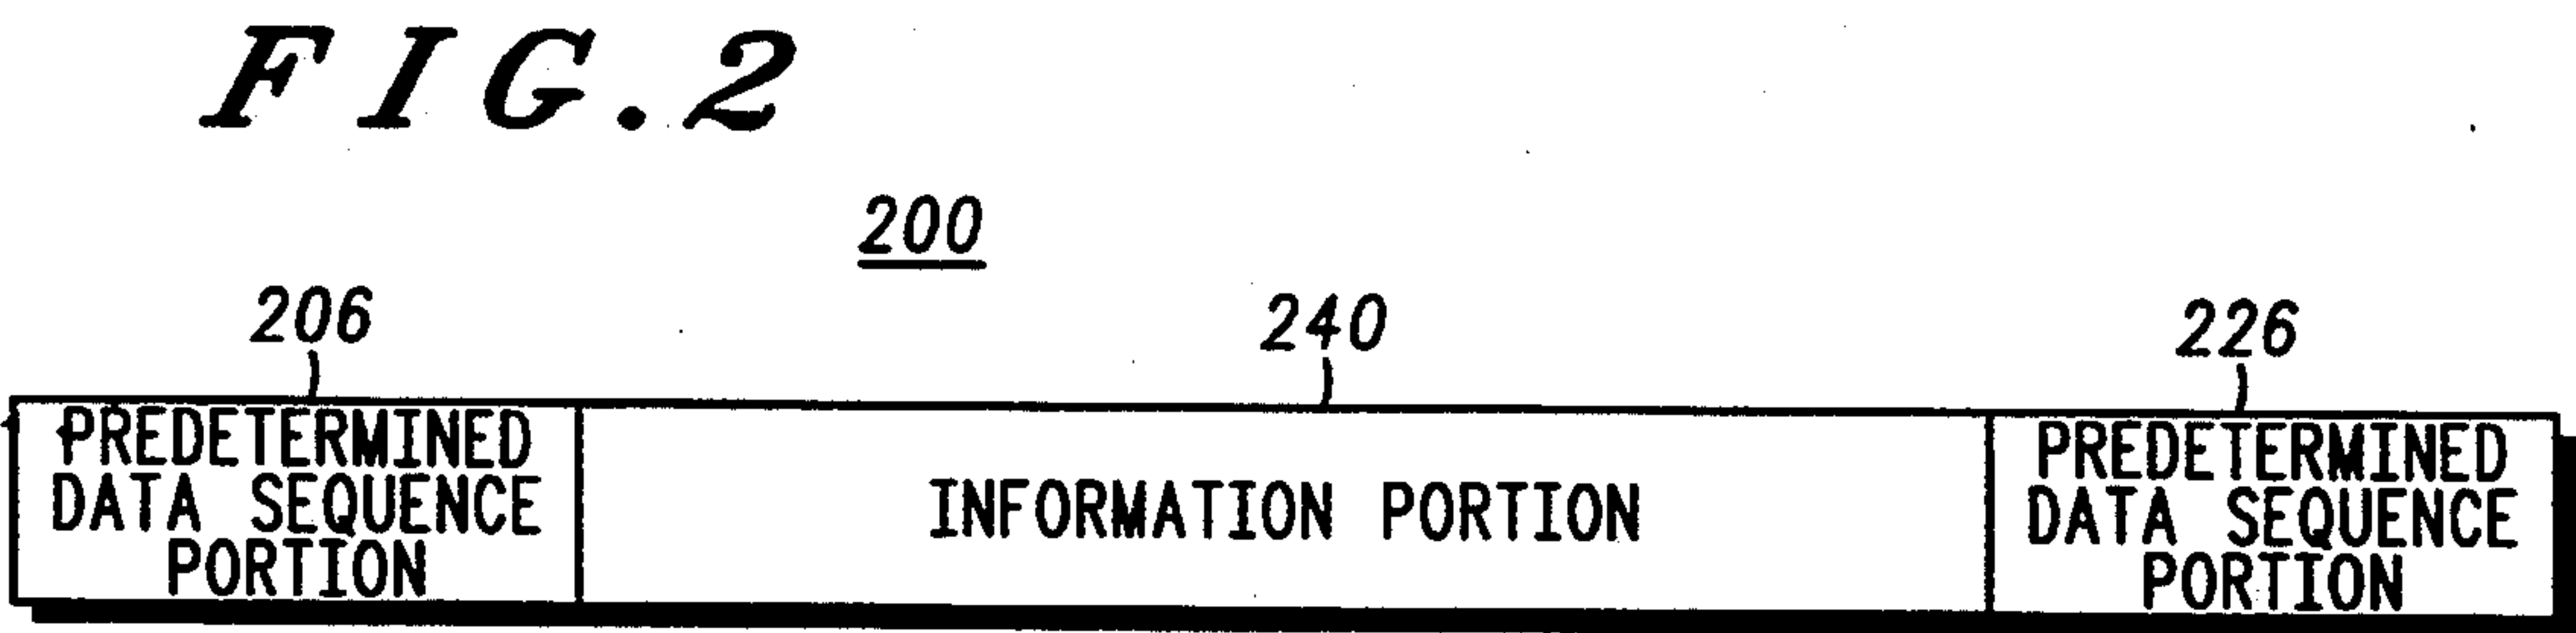 FIG.2
200
206
240
226
PREDETERMINED
DATA SEQUENCE
PORTION
INFORMATION PORTION
PREDETERMINED
DATA SEQUENCE
PORTION